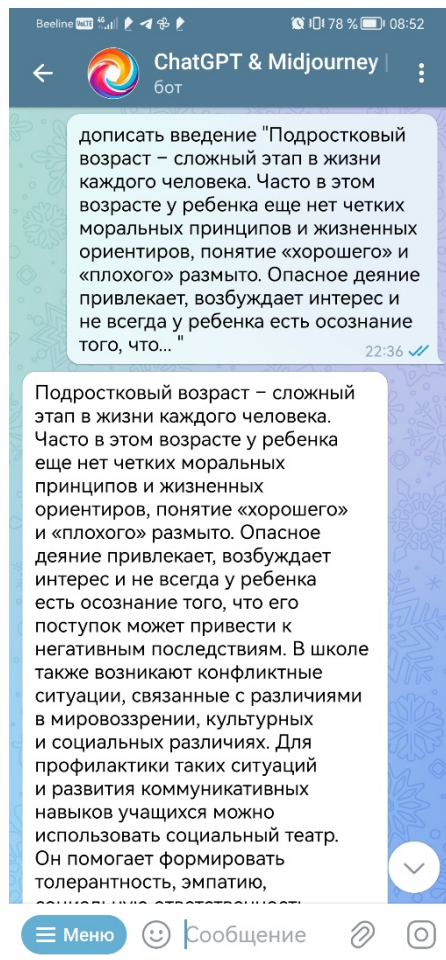 Beeline VoLTE 4G 78 % 08:52
ChatGPT & Midjourney |
бот
дописать введение "Подростковый
возраст – сложный этап в жизни
каждого человека. Часто в этом
возрасте у ребенка еще нет четких
моральных принципов и жизненных
ориентиров, понятие «хорошего» и
«плохого» размыто. Опасное деяние
привлекает, возбуждает интерес и
не всегда у ребенка есть осознание
того, что... "
22:36
Подростковый возраст – сложный
этап в жизни каждого человека.
Часто в этом возрасте у ребенка
еще нет четких моральных
принципов и жизненных
ориентиров, понятие «хорошего»
и «плохого» размыто. Опасное
деяние привлекает, возбуждает
интерес и не всегда у ребенка
есть осознание того, что его
поступок может привести к
негативным последствиям. В школе
также возникают конфликтные
ситуации, связанные с различиями
в мировоззрении, культурных
и социальных различиях. Для
профилактики таких ситуаций
и развития коммуникативных
навыков учащихся можно
использовать социальный театр.
Он помогает формировать
толерантность, эмпатию,
Меню Сообщение